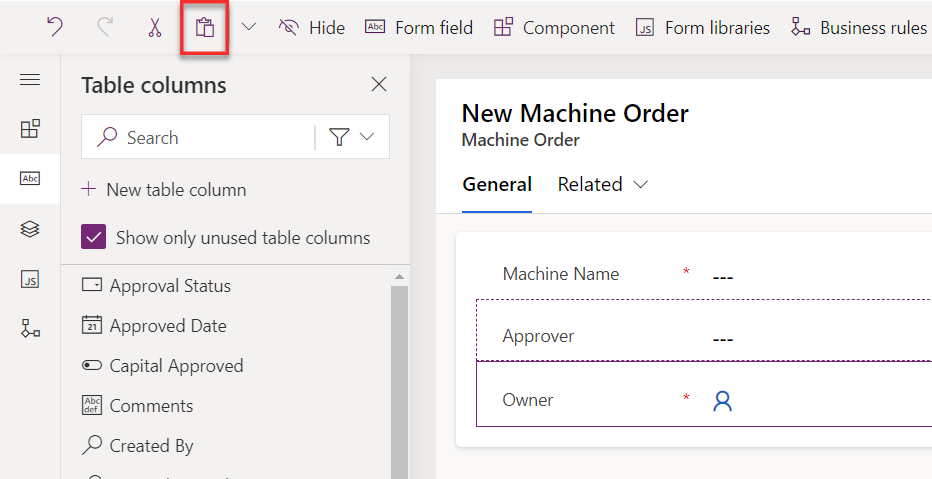 Hide Form field Component Form libraries Business rules
Table columns
Search
New table column
Show only unused table columns
Approval Status
Approved Date
Capital Approved
Comments
Created By
New Machine Order
Machine Order
General Related
Machine Name * ---
Approver ---
Owner *